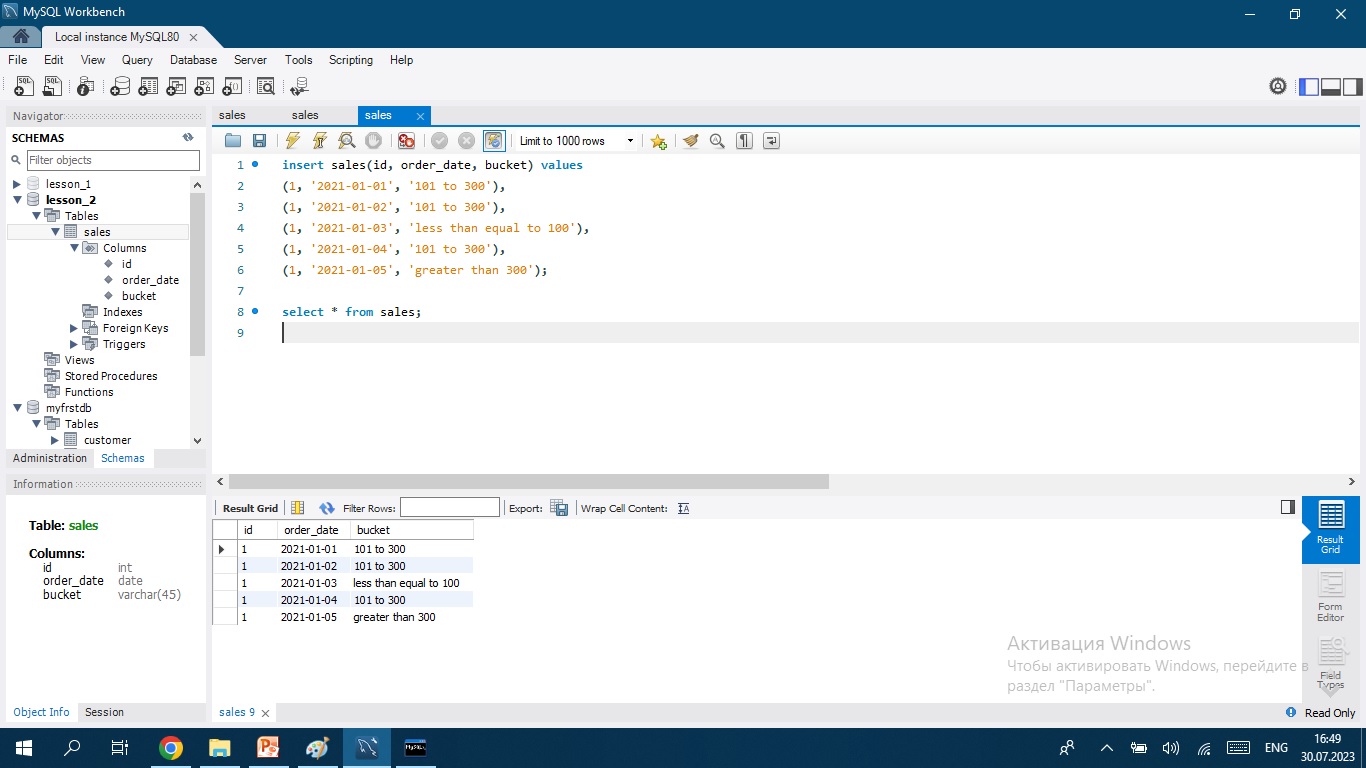 MySQL Workbench
Local instance MySQL80
File Edit View Query Database Server Tools Scripting Help
Navigator
SCHEMAS
Filter objects
lesson_1
lesson_2
Tables
sales
Columns
id
order_date
bucket
Indexes
Foreign Keys
Triggers
Views
Stored Procedures
Functions
myfrstdb
Tables
customer
Administration Schemas
Information
Table: sales
Columns:
id int
order_date date
bucket varchar(45)
Object Info Session
sales sales sales
Limit to 1000 rows
1 insert sales(id, order_date, bucket) values
2 (1, '2021-01-01', '101 to 300'),
3 (1, '2021-01-02', '101 to 300'),
4 (1, '2021-01-03', 'less than equal to 100'),
5 (1, '2021-01-04', '101 to 300'),
6 (1, '2021-01-05', 'greater than 300');
7
8 select * from sales;
9
Result Grid Filter Rows: Export: Wrap Cell Content:
id order_date bucket
1 2021-01-01 101 to 300
1 2021-01-02 101 to 300
1 2021-01-03 less than equal to 100
1 2021-01-04 101 to 300
1 2021-01-05 greater than 300
Result
Grid
Form
Editor
Field
Types
Активация Windows
Чтобы активировать Windows, перейдите в
раздел "Параметры".
sales 9
Read Only
MySQL
ENG
16:49
30.07.2023